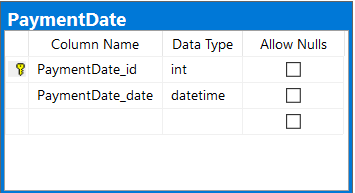 PaymentDate
Column Name Data Type Allow Nulls
PaymentDate_id int
PaymentDate_date datetime